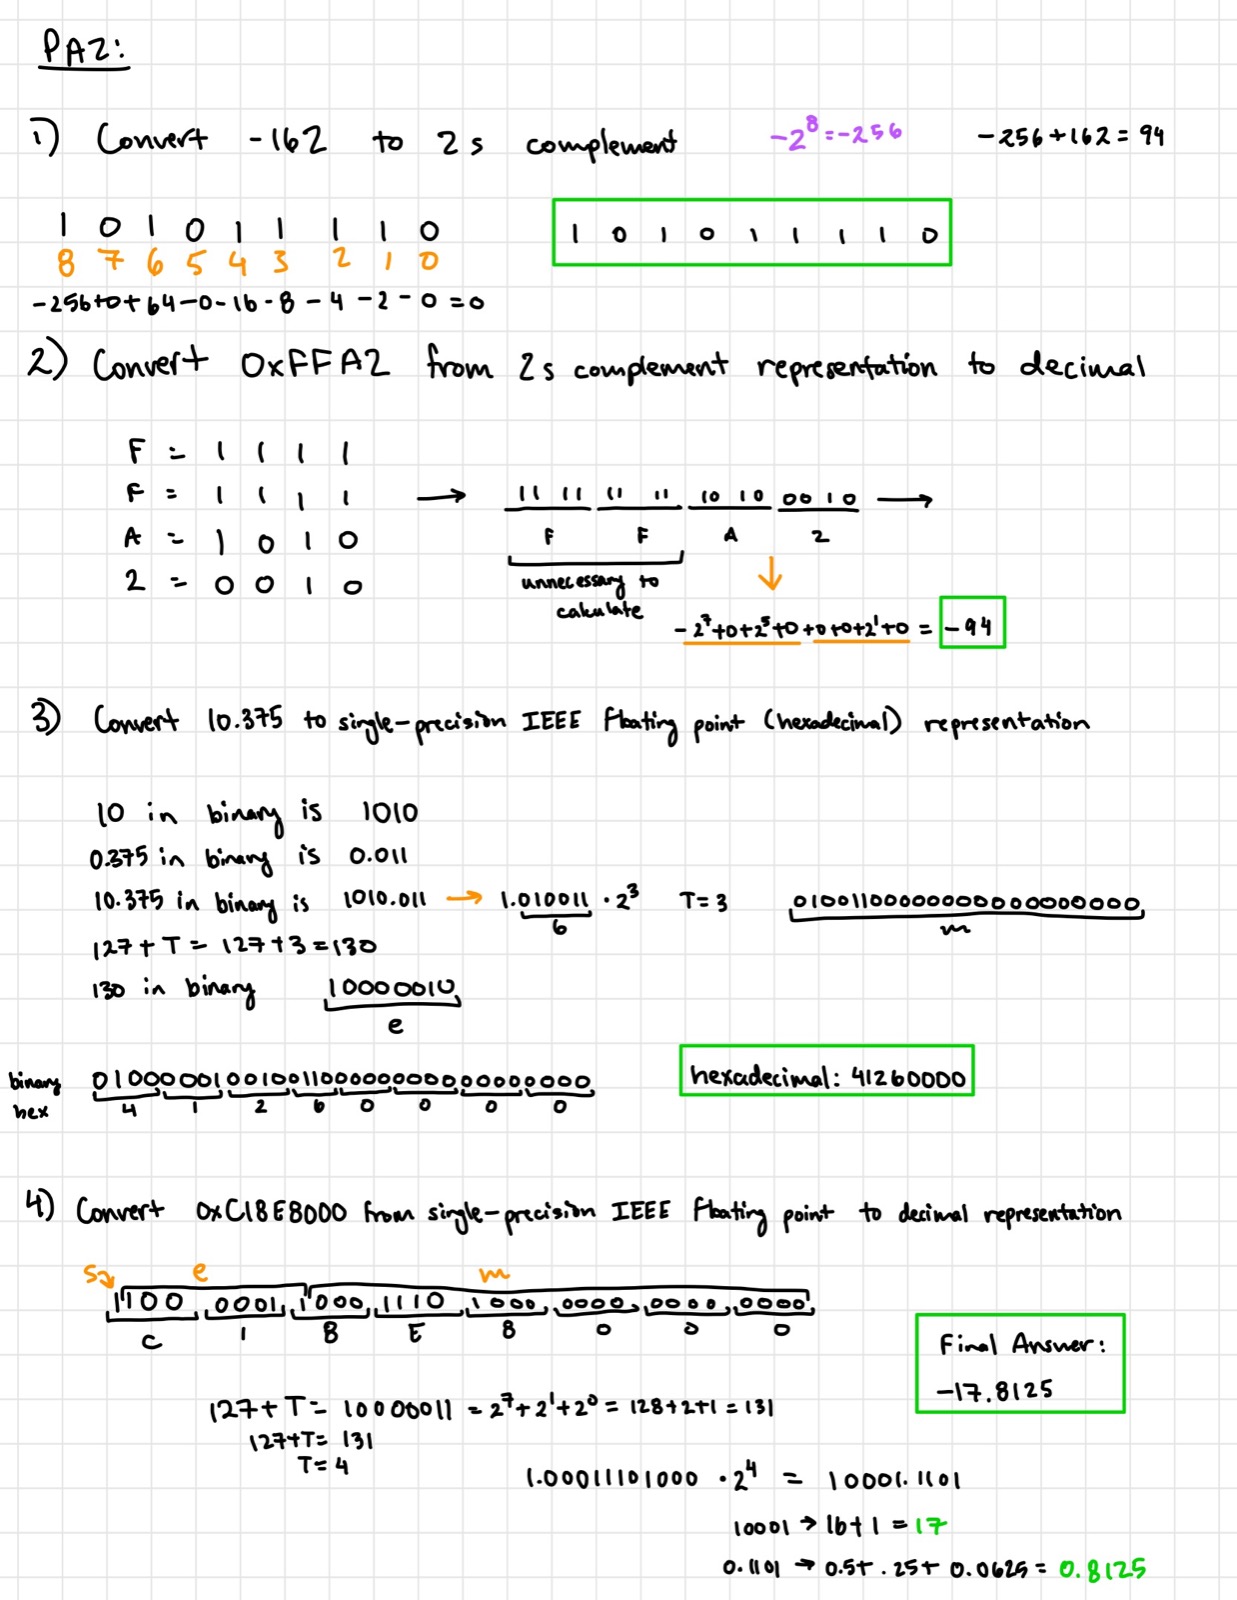 PA2:
1) Convert -162 to 2s complement -2^8=-256 -256+162=94
1 0 1 0 1 1 1 1 0
8 7 6 5 4 3 2 1 0
1 0 1 0 1 1 1 1 0
-256+0+64-0-16-8-4-2-0=0
2) Convert 0xFFA2 from 2s complement representation to decimal
F = 1 1 1 1
F = 1 1 1 1
A = 1 0 1 0
2 = 0 0 1 0
→ 11 11 11 11 10 10 00 10 →
F F A 2
unnecessary to
calculate
-2^7+0+2^5+0+0+0+2^1+0 = -94
3) Convert 10.375 to single-precision IEEE floating point (hexadecimal) representation
10 in binary is 1010
0.375 in binary is 0.011
10.375 in binary is 1010.011 → 1.010011 · 2^3 T=3 01001100000000000000000
6 m
127+T= 127+3=130
130 in binary 10000010
e
binary 01000001001001100000000000000000
hex 4 1 2 6 0 0 0 0
hexadecimal: 41260000
4) Convert 0xC18E8000 from single-precision IEEE floating point to decimal representation
s e m
1100 0001 1000 1110 1000 0000 0000 0000
C 1 8 E 8 0 0 0
Final Answer:
-17.8125
127+T= 10000011 = 2^7+2^1+2^0= 128+2+1=131
127+T= 131
T=4
1.00011101000 · 2^4 = 10001.1101
10001 → 16+1 = 17
0.1101 → 0.5+ .25+ 0.0625= 0.8125